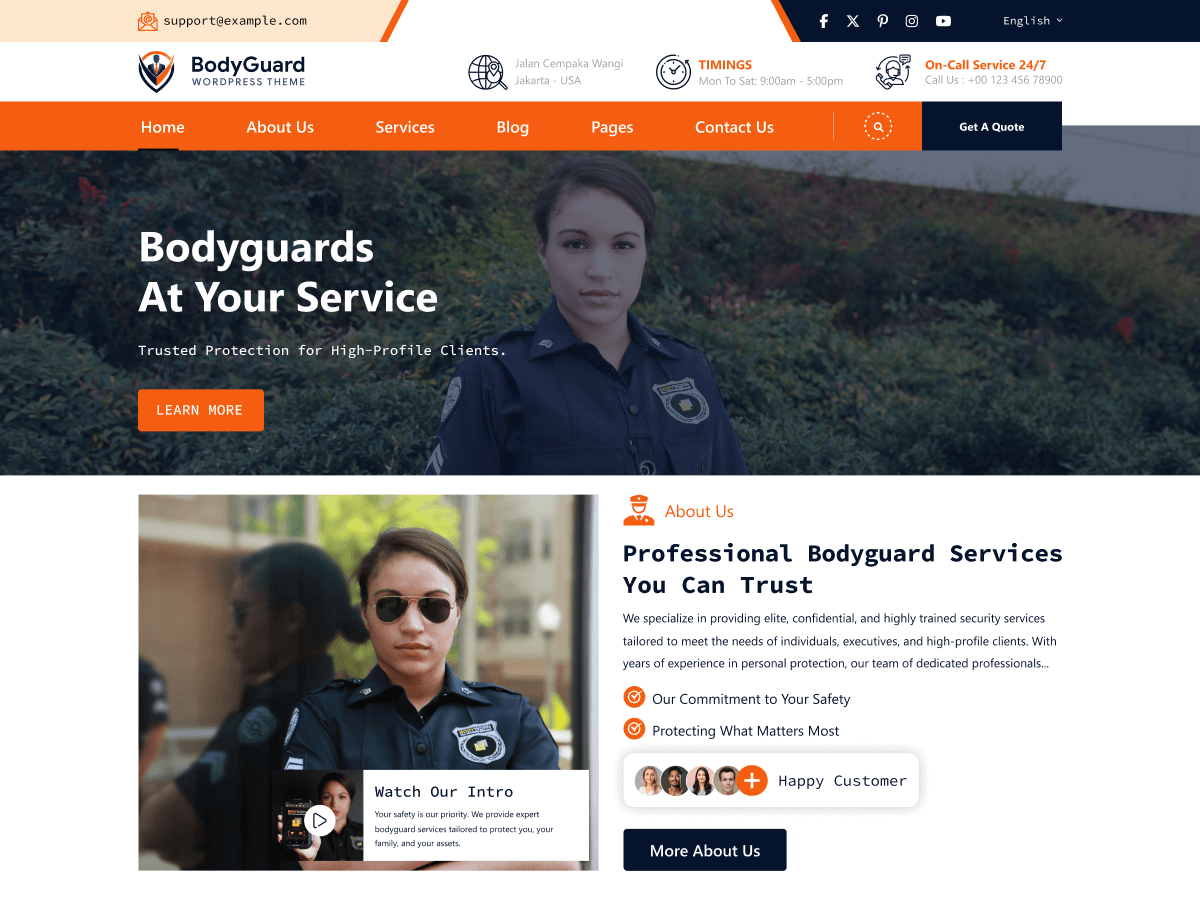 support@example.com
English
BodyGuard
WORDPRESS THEME
Jalan Cempaka Wangi
Jakarta - USA
TIMINGS
Mon To Sat: 9:00am - 5:00pm
On-Call Service 24/7
Call Us : +00 123 456 78900
Home
About Us
Services
Blog
Pages
Contact Us
Get A Quote
Bodyguards
At Your Service
Trusted Protection for High-Profile Clients.
LEARN MORE
About Us
Professional Bodyguard Services
You Can Trust
We specialize in providing elite, confidential, and highly trained security services
tailored to meet the needs of individuals, executives, and high-profile clients. With
years of experience in personal protection, our team of dedicated professionals...
Our Commitment to Your Safety
Protecting What Matters Most
Happy Customer
More About Us
Watch Our Intro
Your safety is our priority. We provide expert
bodyguard services tailored to protect you, your
family, and your assets.